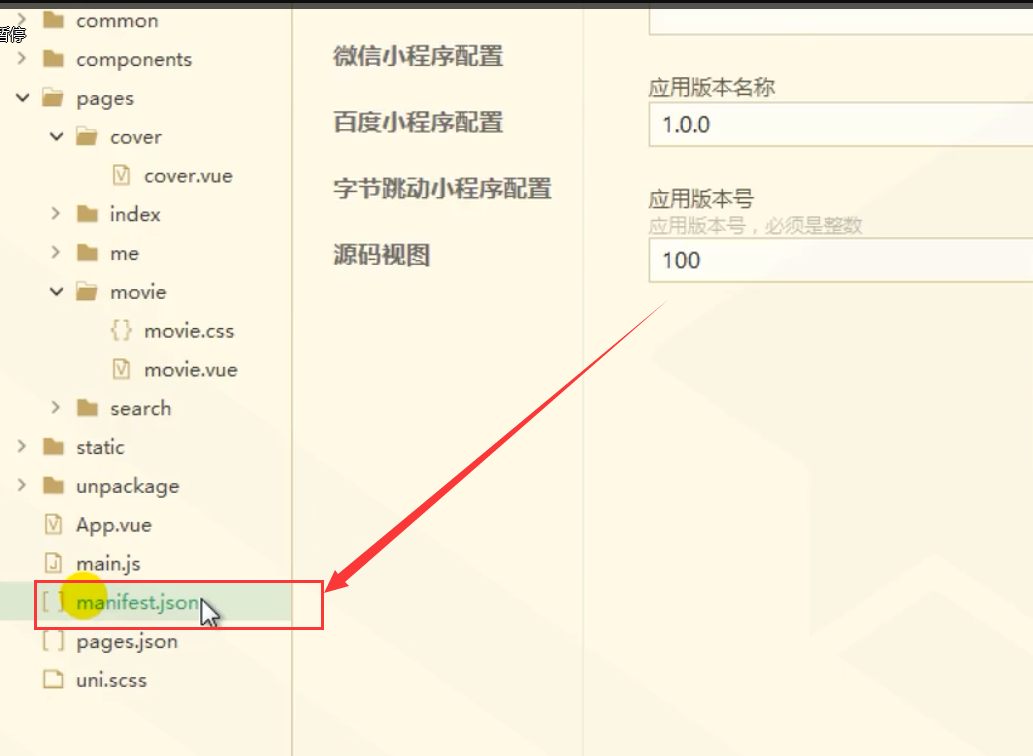 common
暂停
components
pages
cover
cover.vue
index
me
movie
movie.css
movie.vue
search
static
unpackage
App.vue
main.js
manifest.json
pages.json
uni.scss
微信小程序配置
百度小程序配置
字节跳动小程序配置
源码视图
应用版本名称
1.0.0
应用版本号
应用版本号，必须是整数
100